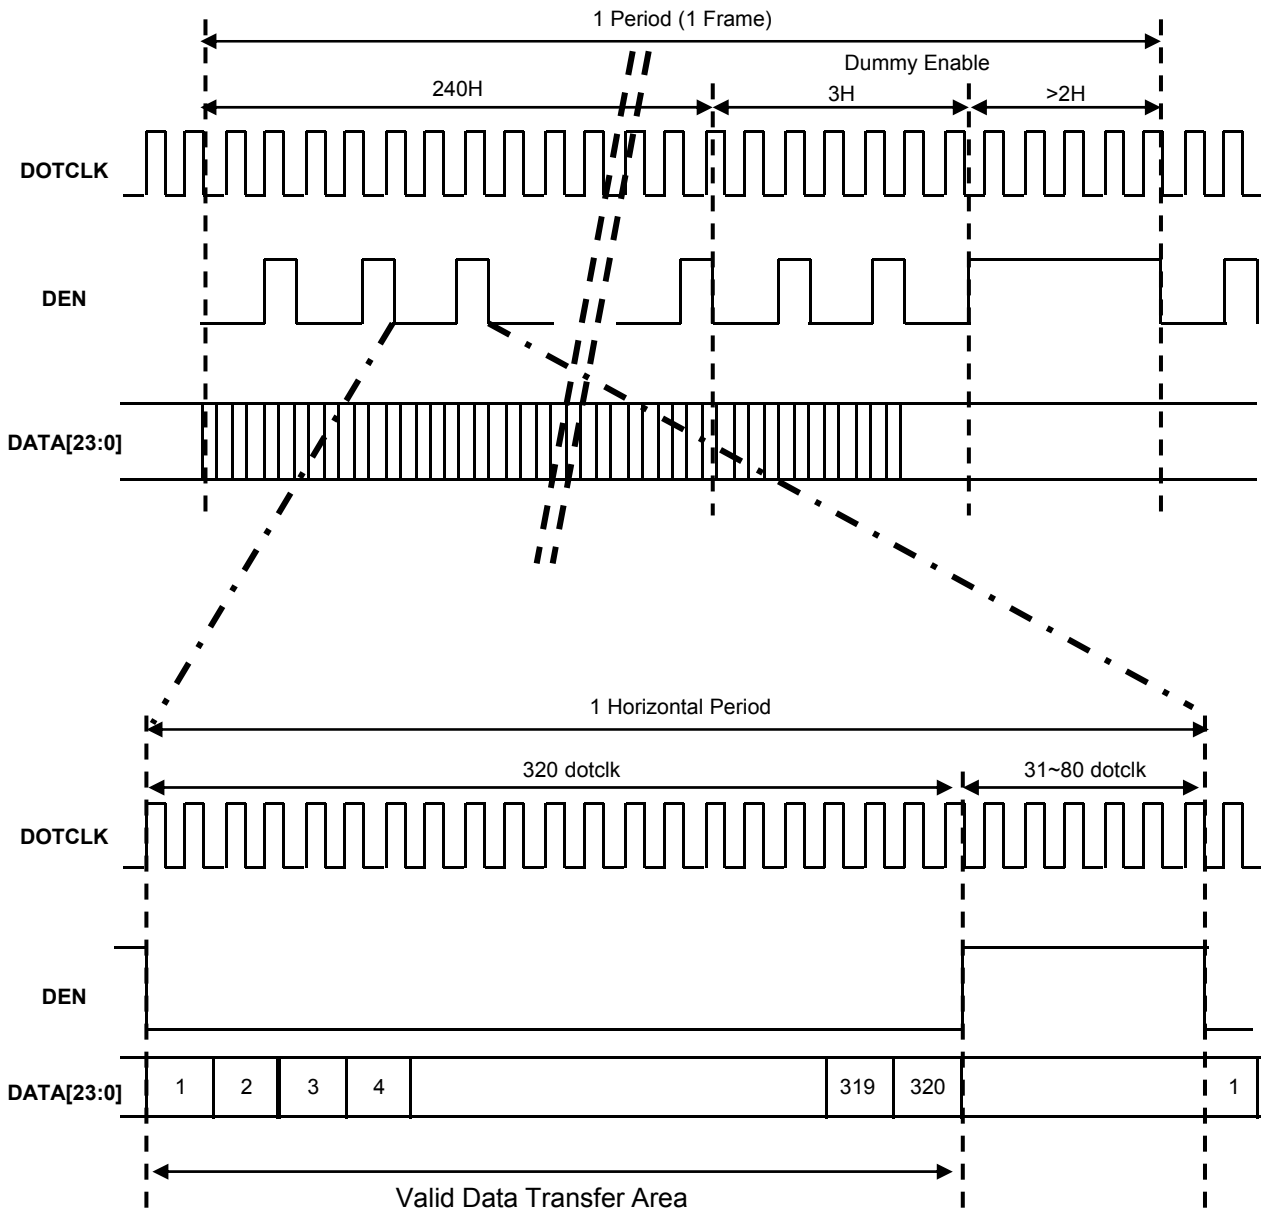 1 Period (1 Frame)
Dummy Enable
240H
3H
>2H
DOTCLK
DEN
DATA[23:0]
1 Horizontal Period
320 dotclk
31~80 dotclk
DOTCLK
DEN
DATA[23:0]
1
2
3
4
319
320
1
Valid Data Transfer Area